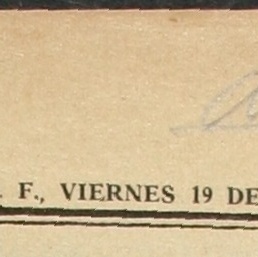 . F., VIERNES 19 DE